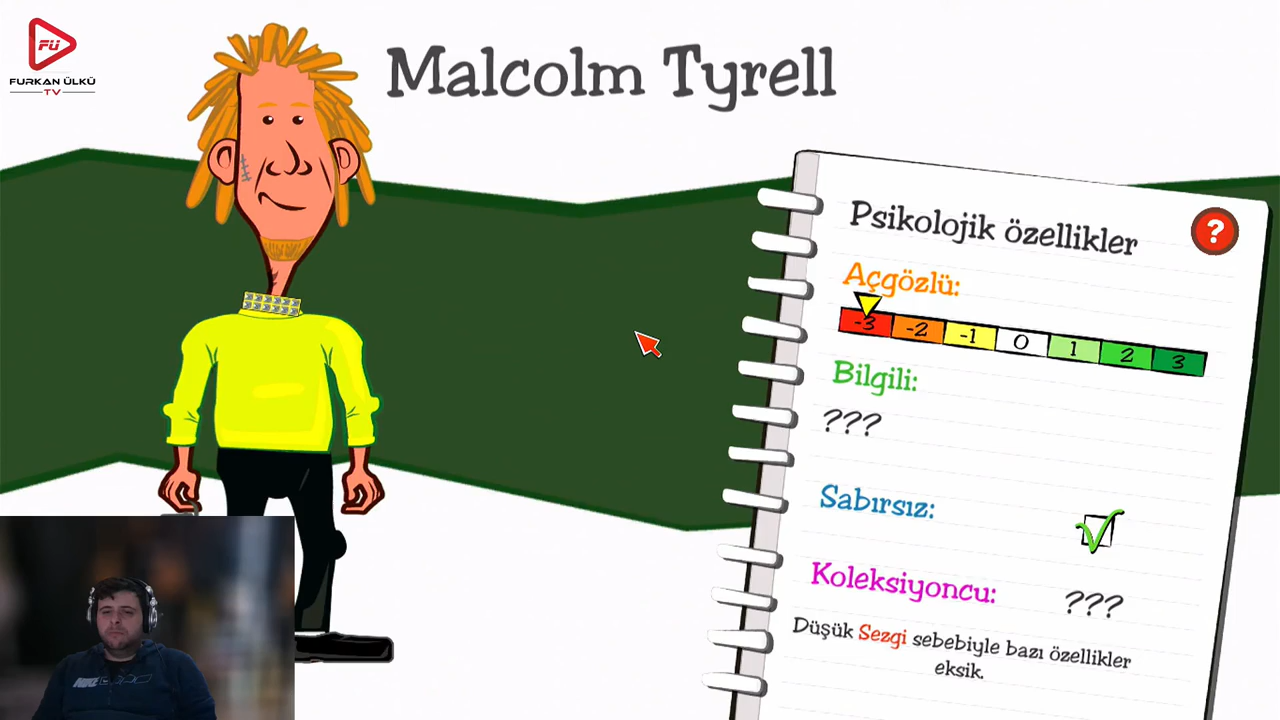 FU
FURKAN ÜLKÜ
TV
Malcolm Tyrell
Psikolojik özellikler
?
Açgözlü:
-3 -2 -1 0 1 2 3
Bilgili:
???
Sabırsız:
Koleksiyoncu: ???
Düşük Sezgi sebebiyle bazı özellikler
eksik.